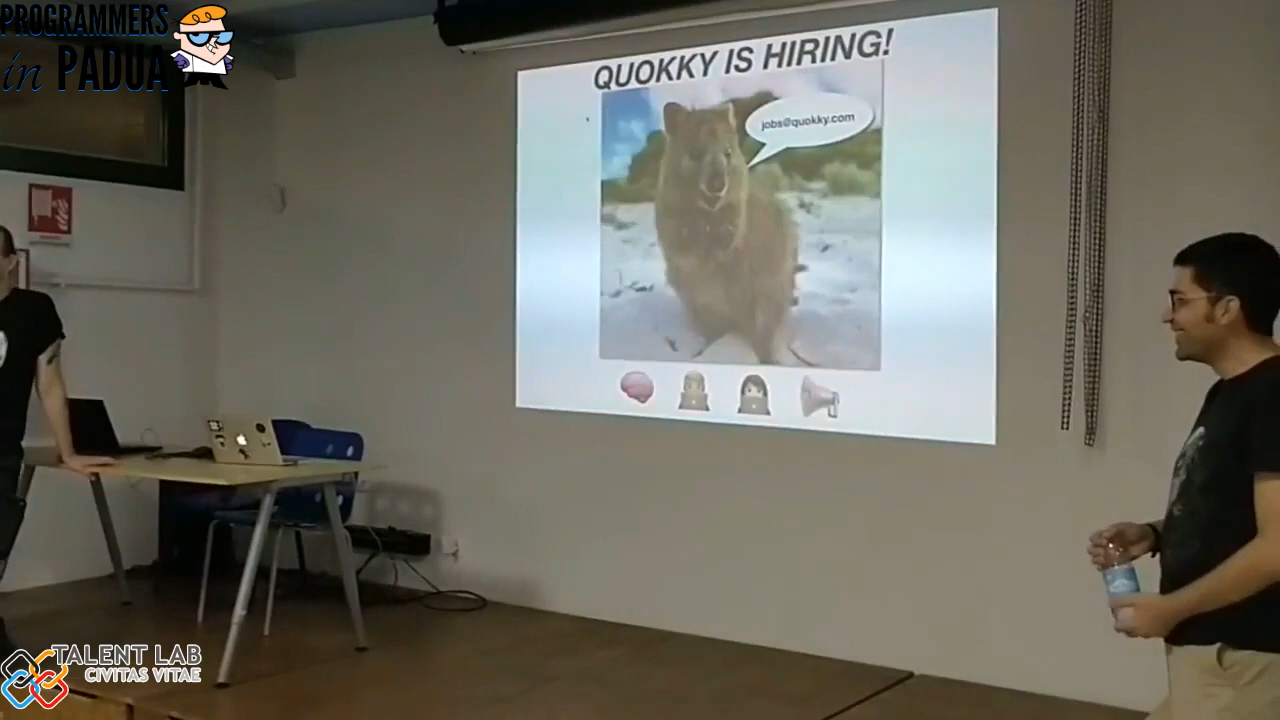 PROGRAMMERS
in PADUA
QUOKKY IS HIRING!
jobs@quokky.com
TALENT LAB
CIVITAS VITAE